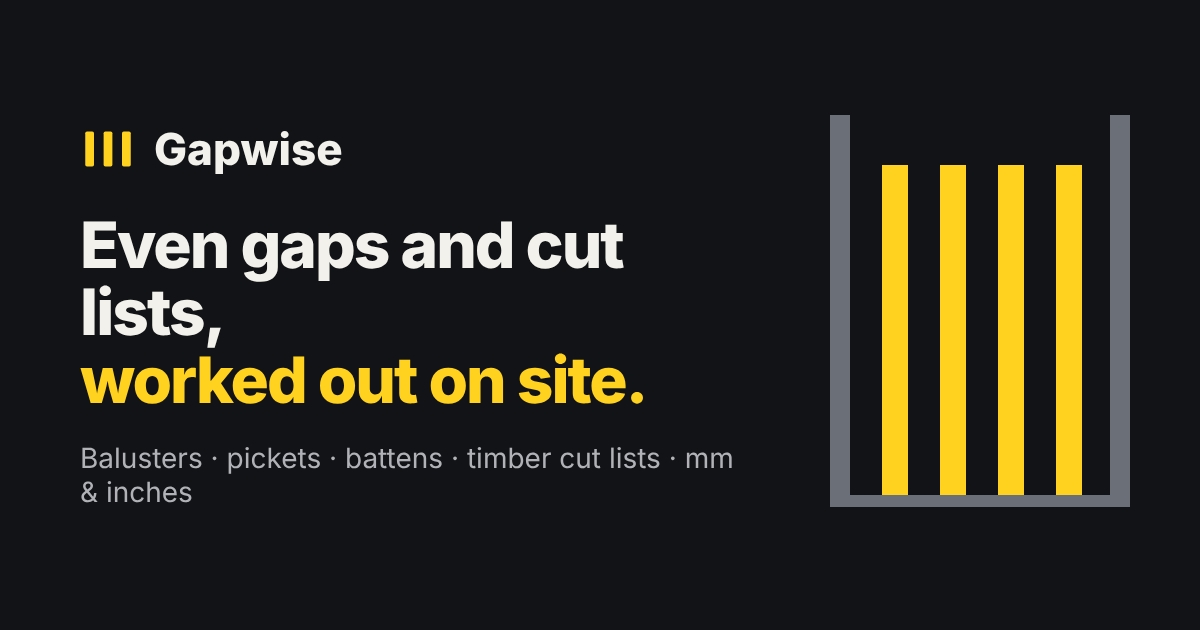 Gapwise
Even gaps and cut
lists,
worked out on site.
Balusters · pickets · battens · timber cut lists · mm
& inches